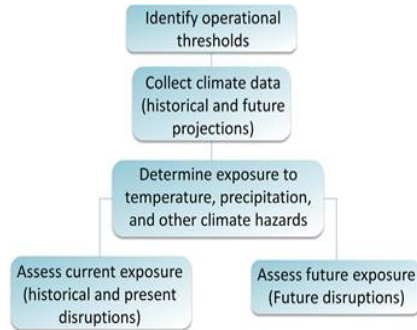 Identify operational
thresholds
Collect climate data
(historical and future
projections)
Determine exposure to
temperature, precipitation,
and other climate hazards
Assess current exposure
(historical and present
disruptions)
Assess future exposure
(Future disruptions)